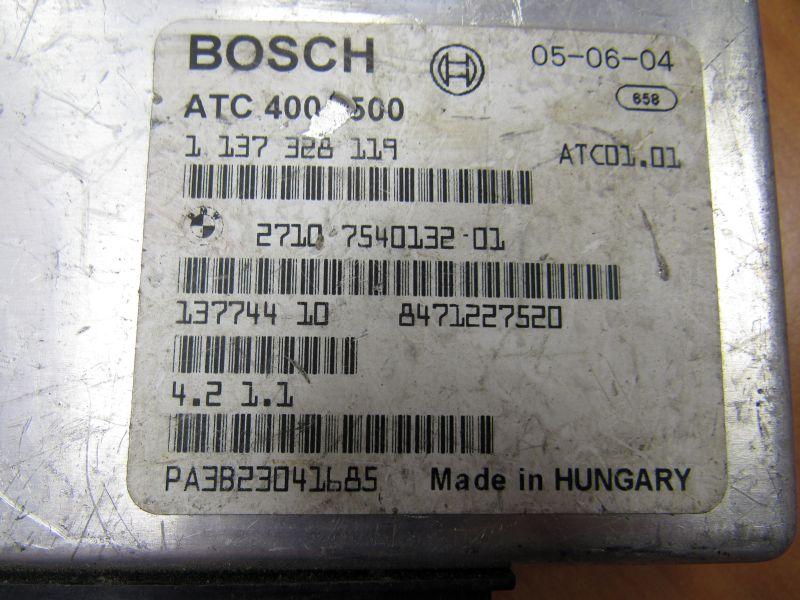 BOSCH 05-06-04
ATC 400 500 658
1 137 328 119 ATC01.01
2710 7540132-01
137744 10 8471227520
4.2 1.1
PA3B23041685 Made in HUNGARY